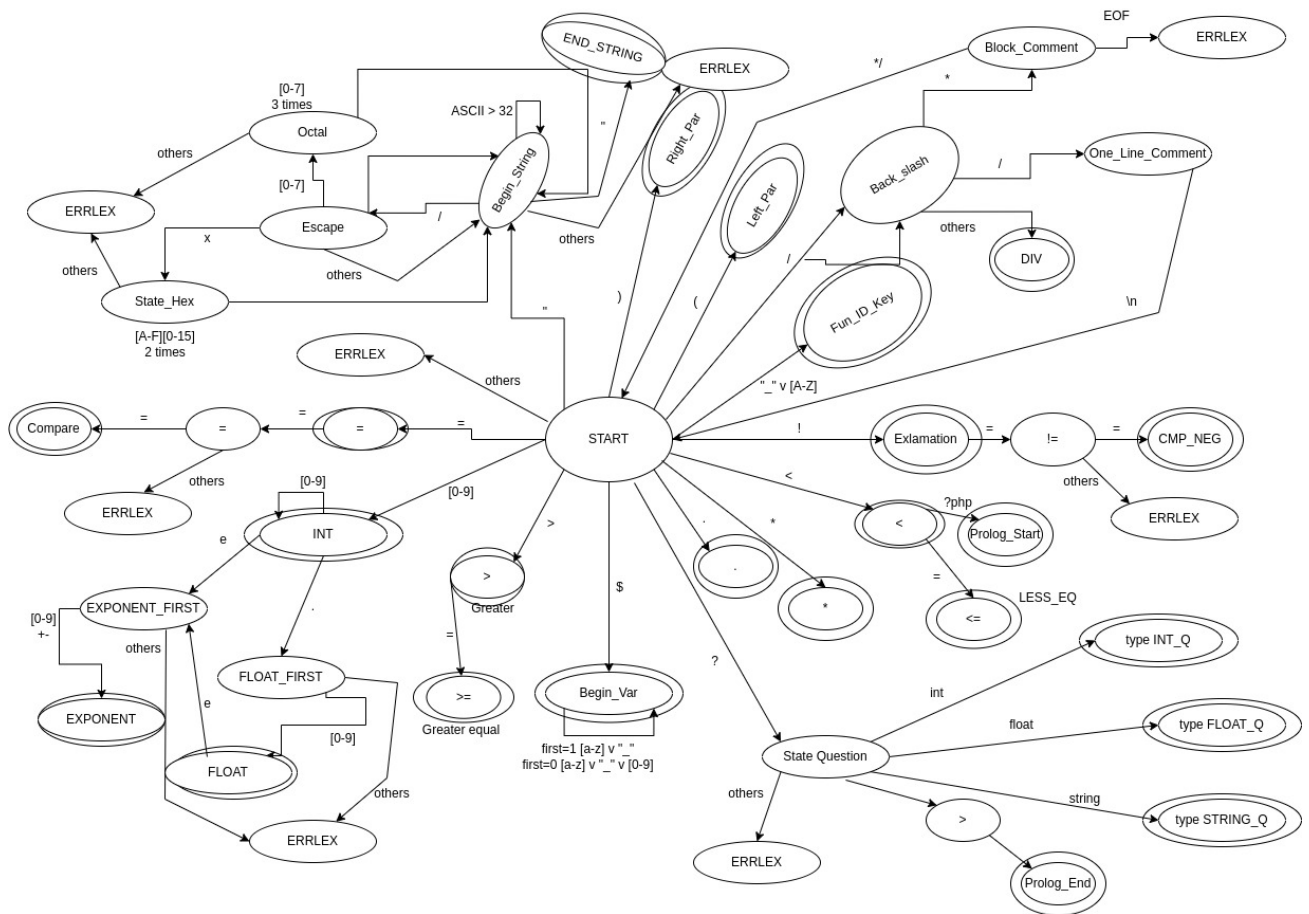 EOF
END_STRING
Block_Comment
ERRLEX
*/
ERRLEX
*
[0-7]
3 times
ASCII > 32
"
Octal
Right_Par
Begin_String
Back_slash
/
One_Line_Comment
others
[0-7]
Left_Par
ERRLEX
Escape
/
x
others
others
others
DIV
others
/
State_Hex
)
(
Fun_ID_Key
\n
"
[A-F][0-15]
2 times
ERRLEX
others
"_" v [A-Z]
Compare
=
=
=
=
=
START
!
Exlamation
=
!=
=
CMP_NEG
others
ERRLEX
[0-9]
[0-9]
<
?php
others
ERRLEX
INT
e
>
.
*
<
Prolog_Start
.
>
.
*
=
LESS_EQ
<=
EXPONENT_FIRST
Greater
$
[0-9]
+-
others
=
type INT_Q
FLOAT_FIRST
?
e
>=
Begin_Var
int
EXPONENT
Greater equal
float
type FLOAT_Q
[0-9]
first=1 [a-z] v "_"
first=0 [a-z] v "_" v [0-9]
State Question
FLOAT
others
others
string
type STRING_Q
>
ERRLEX
ERRLEX
Prolog_End